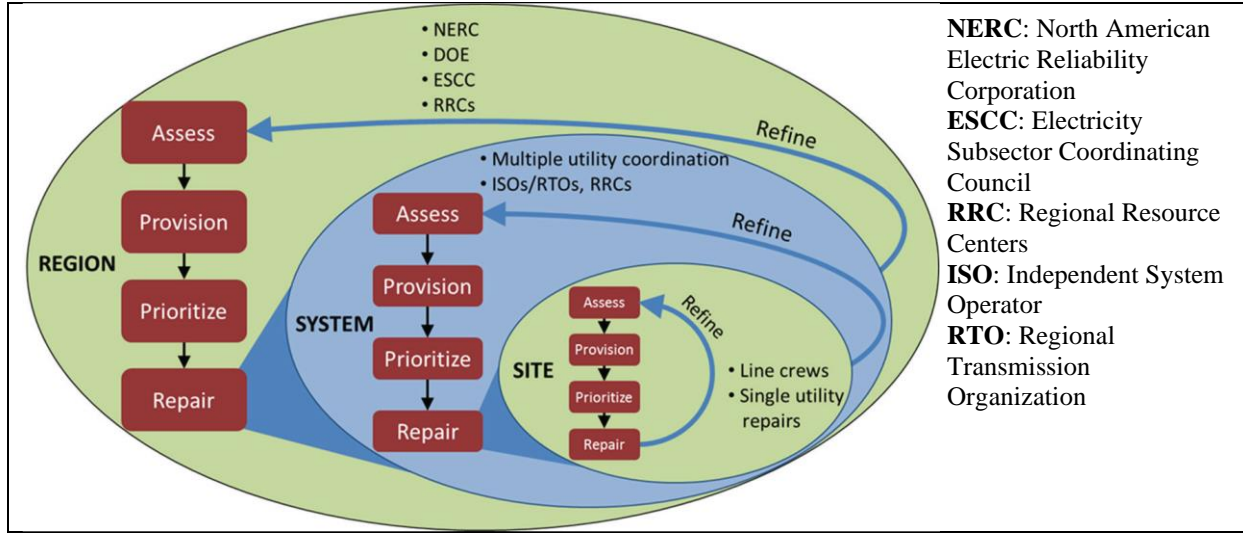 • NERC
• DOE
• ESCC
• RRCs
Refine
REGION
Assess
Provision
Prioritize
Repair
• Multiple utility coordination
• ISOs/RTOs, RRCs
Refine
SYSTEM
Assess
Provision
Prioritize
Repair
Refine
SITE
Assess
Provision
Prioritize
Repair
• Line crews
• Single utility
repairs
NERC: North American
Electric Reliability
Corporation
ESCC: Electricity
Subsector Coordinating
Council
RRC: Regional Resource
Centers
ISO: Independent System
Operator
RTO: Regional
Transmission
Organization